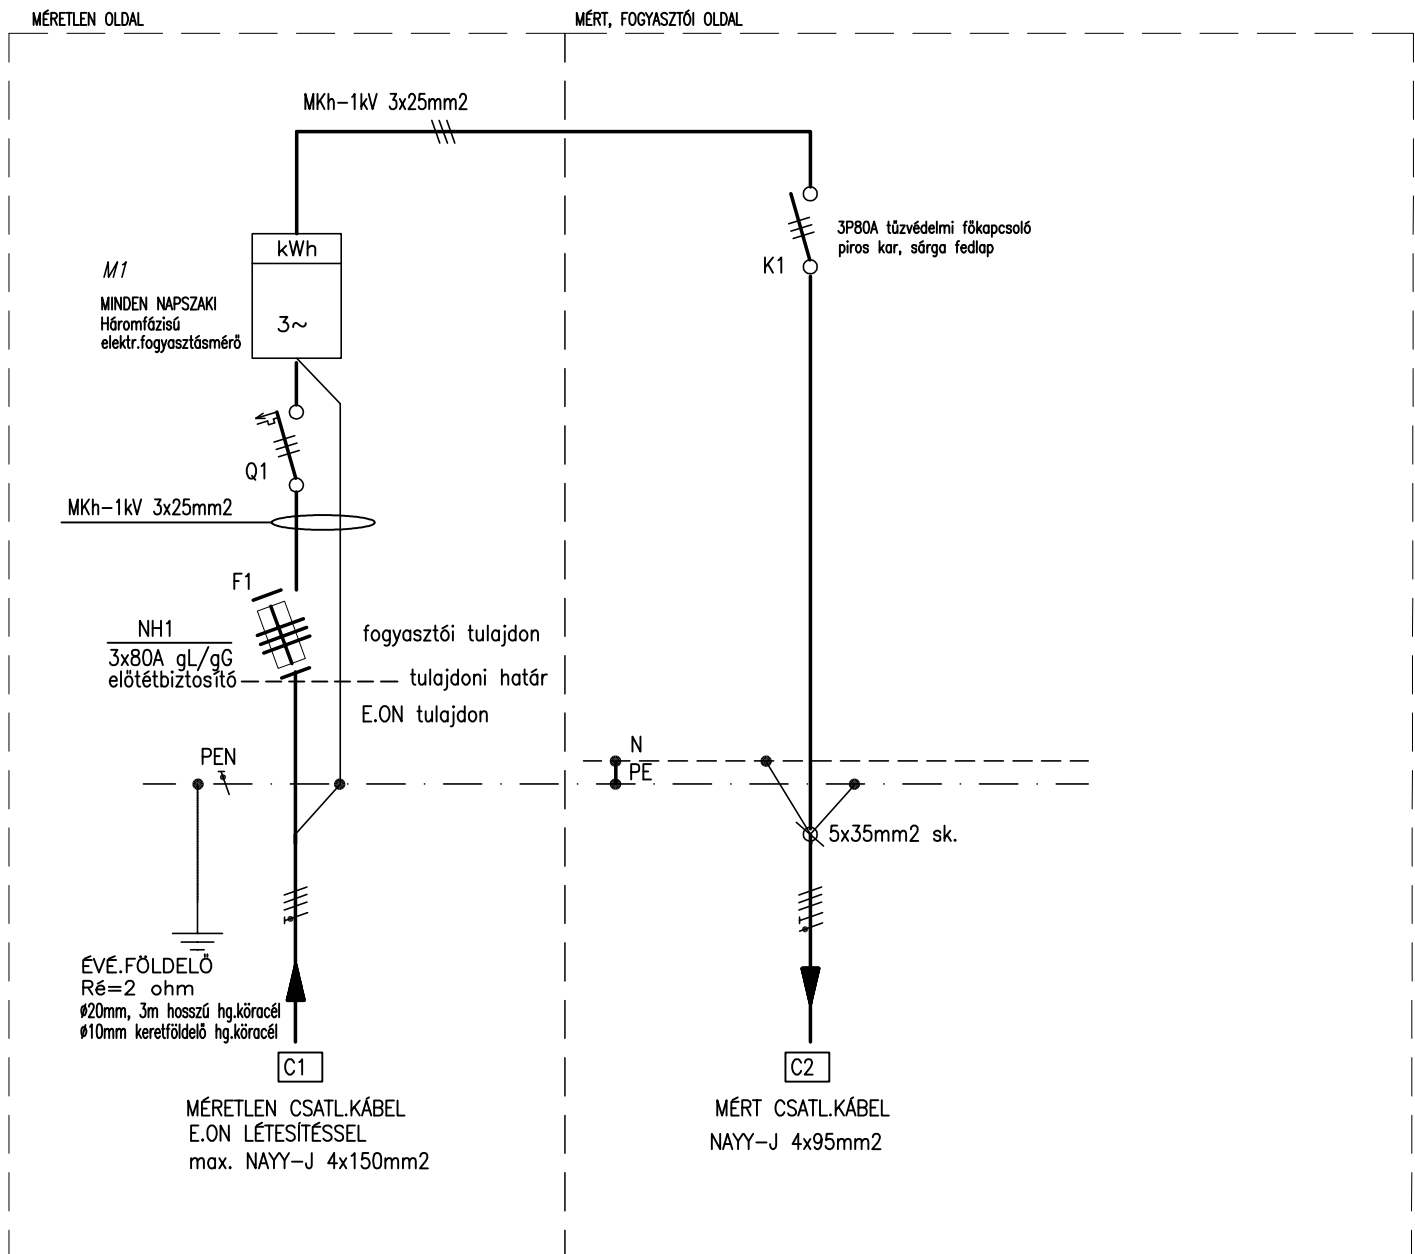 MÉRETLEN OLDAL
MÉRT, FOGYASZTÓI OLDAL
MKh-1kV 3x25mm2
3P80A tűzvédelmi főkapcsoló
piros kar, sárga fedlap
K1
kWh
3~
M1
MINDEN NAPSZAKI
Háromfázisú
elektr.fogyasztásmérő
Q1
MKh-1kV 3x25mm2
F1
NH1
3x80A gL/gG
előtétbiztosító
fogyasztói tulajdon
tulajdoni határ
E.ON tulajdon
PEN
N
PE
5x35mm2 sk.
ÉVÉ.FÖLDELŐ
Ré=2 ohm
ø20mm, 3m hosszú hg.köracél
ø10mm keretföldelő hg.köracél
C1
MÉRETLEN CSATL.KÁBEL
E.ON LÉTESÍTÉSSEL
max. NAYY-J 4x150mm2
C2
MÉRT CSATL.KÁBEL
NAYY-J 4x95mm2